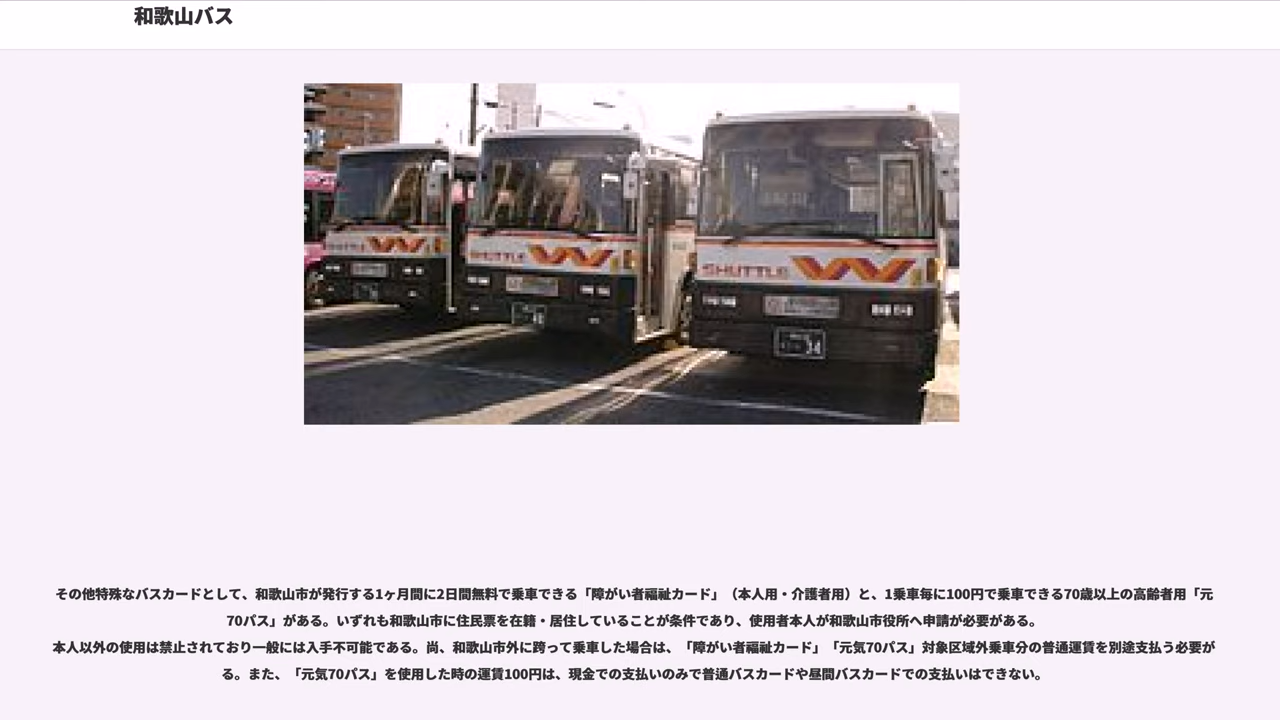 和歌山バス
SHUTTLE
SHUTTLE
SHUTTLE
34
その他特殊なバスカードとして、和歌山市が発行する1ヶ月間に2日間無料で乗車できる「障がい者福祉カード」（本人用・介護者用）と、1乗車毎に100円で乗車できる70歳以上の高齢者用「元
70パス」がある。いずれも和歌山市に住民票を在籍・居住していることが条件であり、使用者本人が和歌山市役所へ申請が必要がある。
本人以外の使用は禁止されており一般には入手不可能である。尚、和歌山市外に跨って乗車した場合は、「障がい者福祉カード」「元気70パス」対象区域外乗車分の普通運賃を別途支払う必要が
る。また、「元気70パス」を使用した時の運賃100円は、現金での支払いのみで普通バスカードや昼間バスカードでの支払いはできない。